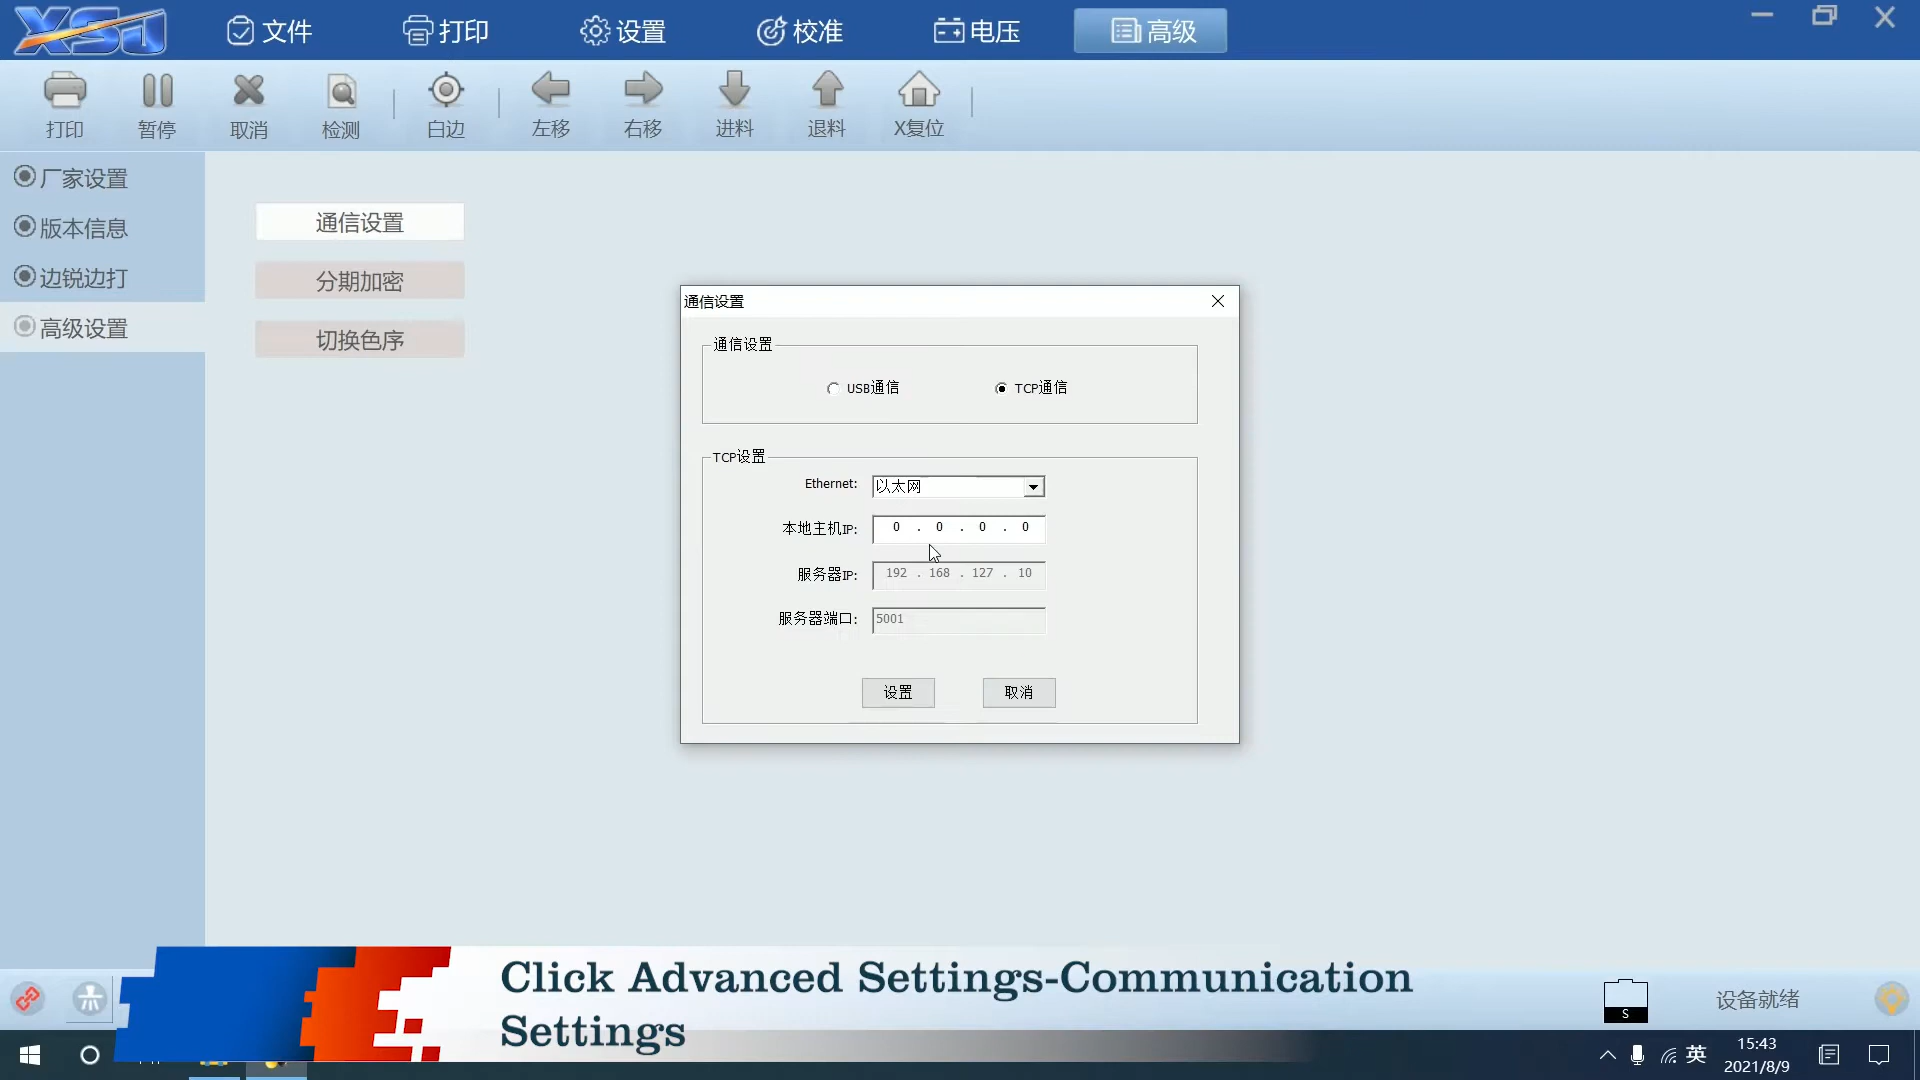 XSJ
文件
打印
设置
校准
电压
高级
打印
暂停
取消
检测
白边
左移
右移
进料
退料
X复位
厂家设置
版本信息
边锐边打
高级设置
通信设置
分期加密
切换色序
通信设置
通信设置
USB通信
TCP通信
TCP设置
Ethernet: 以太网
本地主机IP: 0 . 0 . 0 . 0
服务器IP: 192 . 168 . 127 . 10
服务器端口: 5001
设置
取消
Click Advanced Settings-Communication
Settings
S
设备就绪
英
15:43
2021/8/9